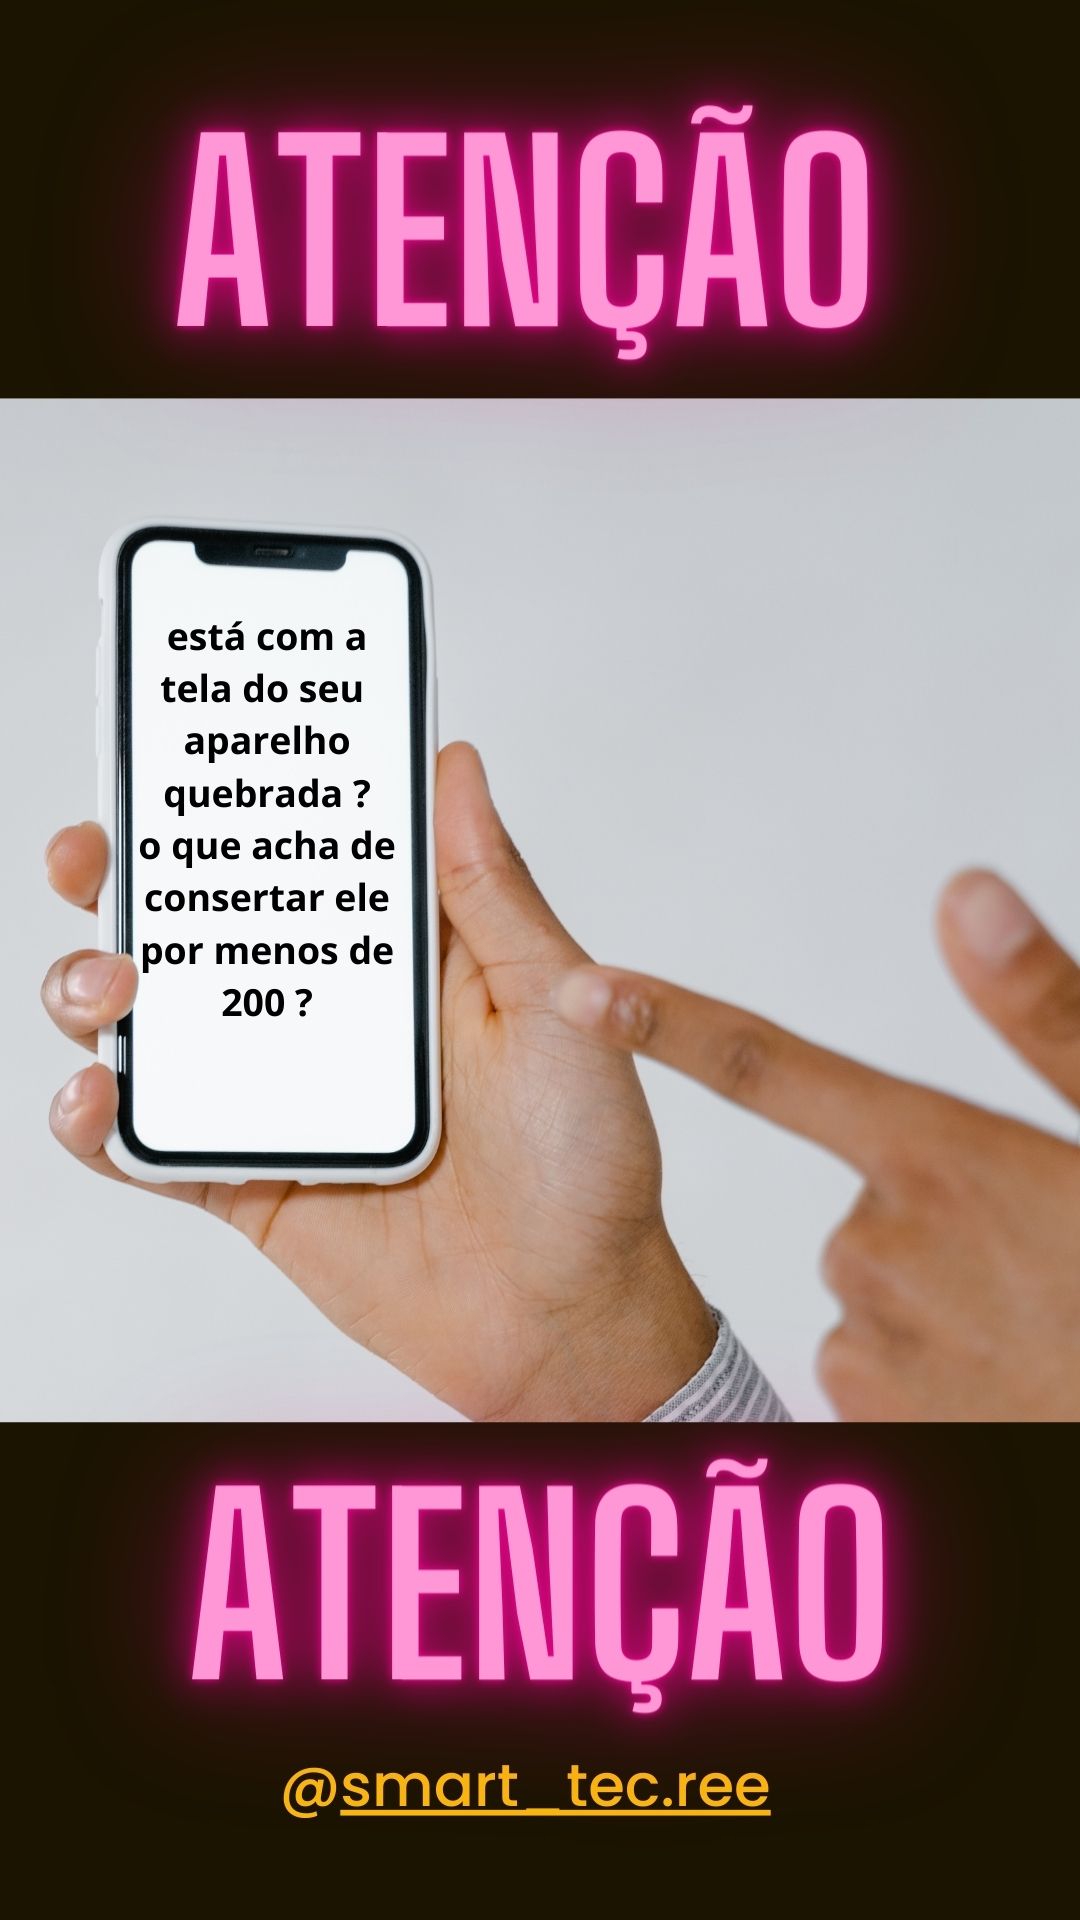 ATENÇÃO
está com a
tela do seu
aparelho
quebrada ?
o que acha de
consertar ele
por menos de
200 ?
ATENÇÃO
@smart_tec.ree